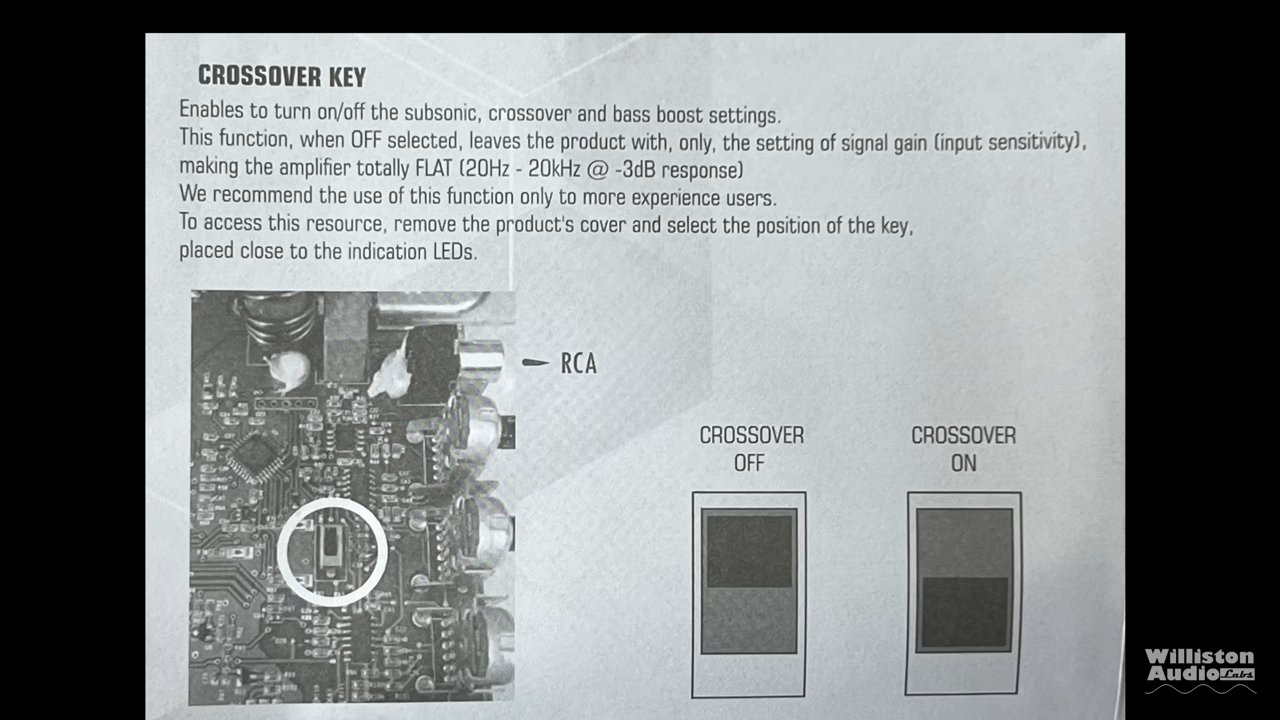 CROSSOVER KEY
Enables to turn on/off the subsonic, crossover and bass boost settings.
This function, when OFF selected, leaves the product with, only, the setting of signal gain (input sensitivity),
making the amplifier totally FLAT (20Hz - 20kHz @ -3dB response)
We recommend the use of this function only to more experience users.
To access this resource, remove the product's cover and select the position of the key,
placed close to the indication LEDs.
RCA
CROSSOVER
OFF
CROSSOVER
ON
Williston
Audio Labs